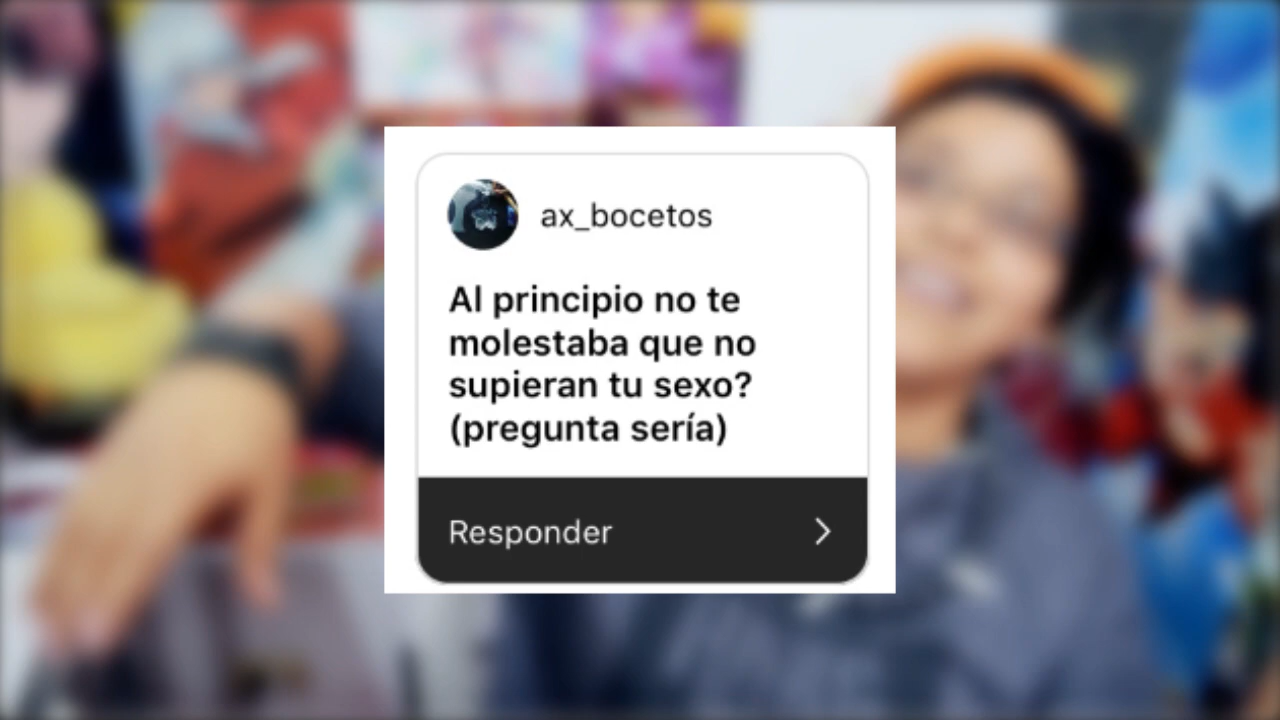 ax_bocetos
Al principio no te
molestaba que no
supieran tu sexo?
(pregunta sería)
Responder